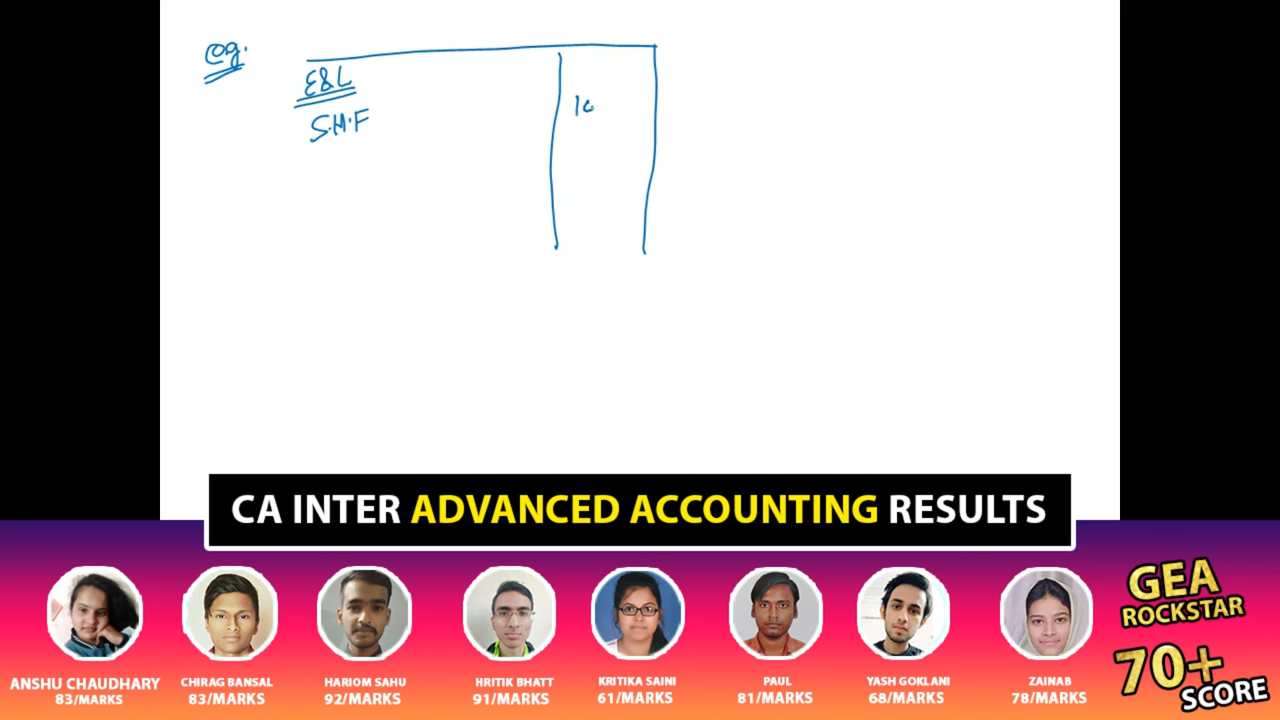 eg.
E&L
S.H.F
CA INTER ADVANCED ACCOUNTING RESULTS
ANSHU CHAUDHARY
83/MARKS
CHIRAG BANSAL
83/MARKS
HARIOM SAHU
92/MARKS
HRITIK BHATT
91/MARKS
KRITIKA SAINI
61/MARKS
PAUL
81/MARKS
YASH GOKLANI
68/MARKS
ZAINAB
78/MARKS
GEA
ROCKSTAR
70+
SCORE